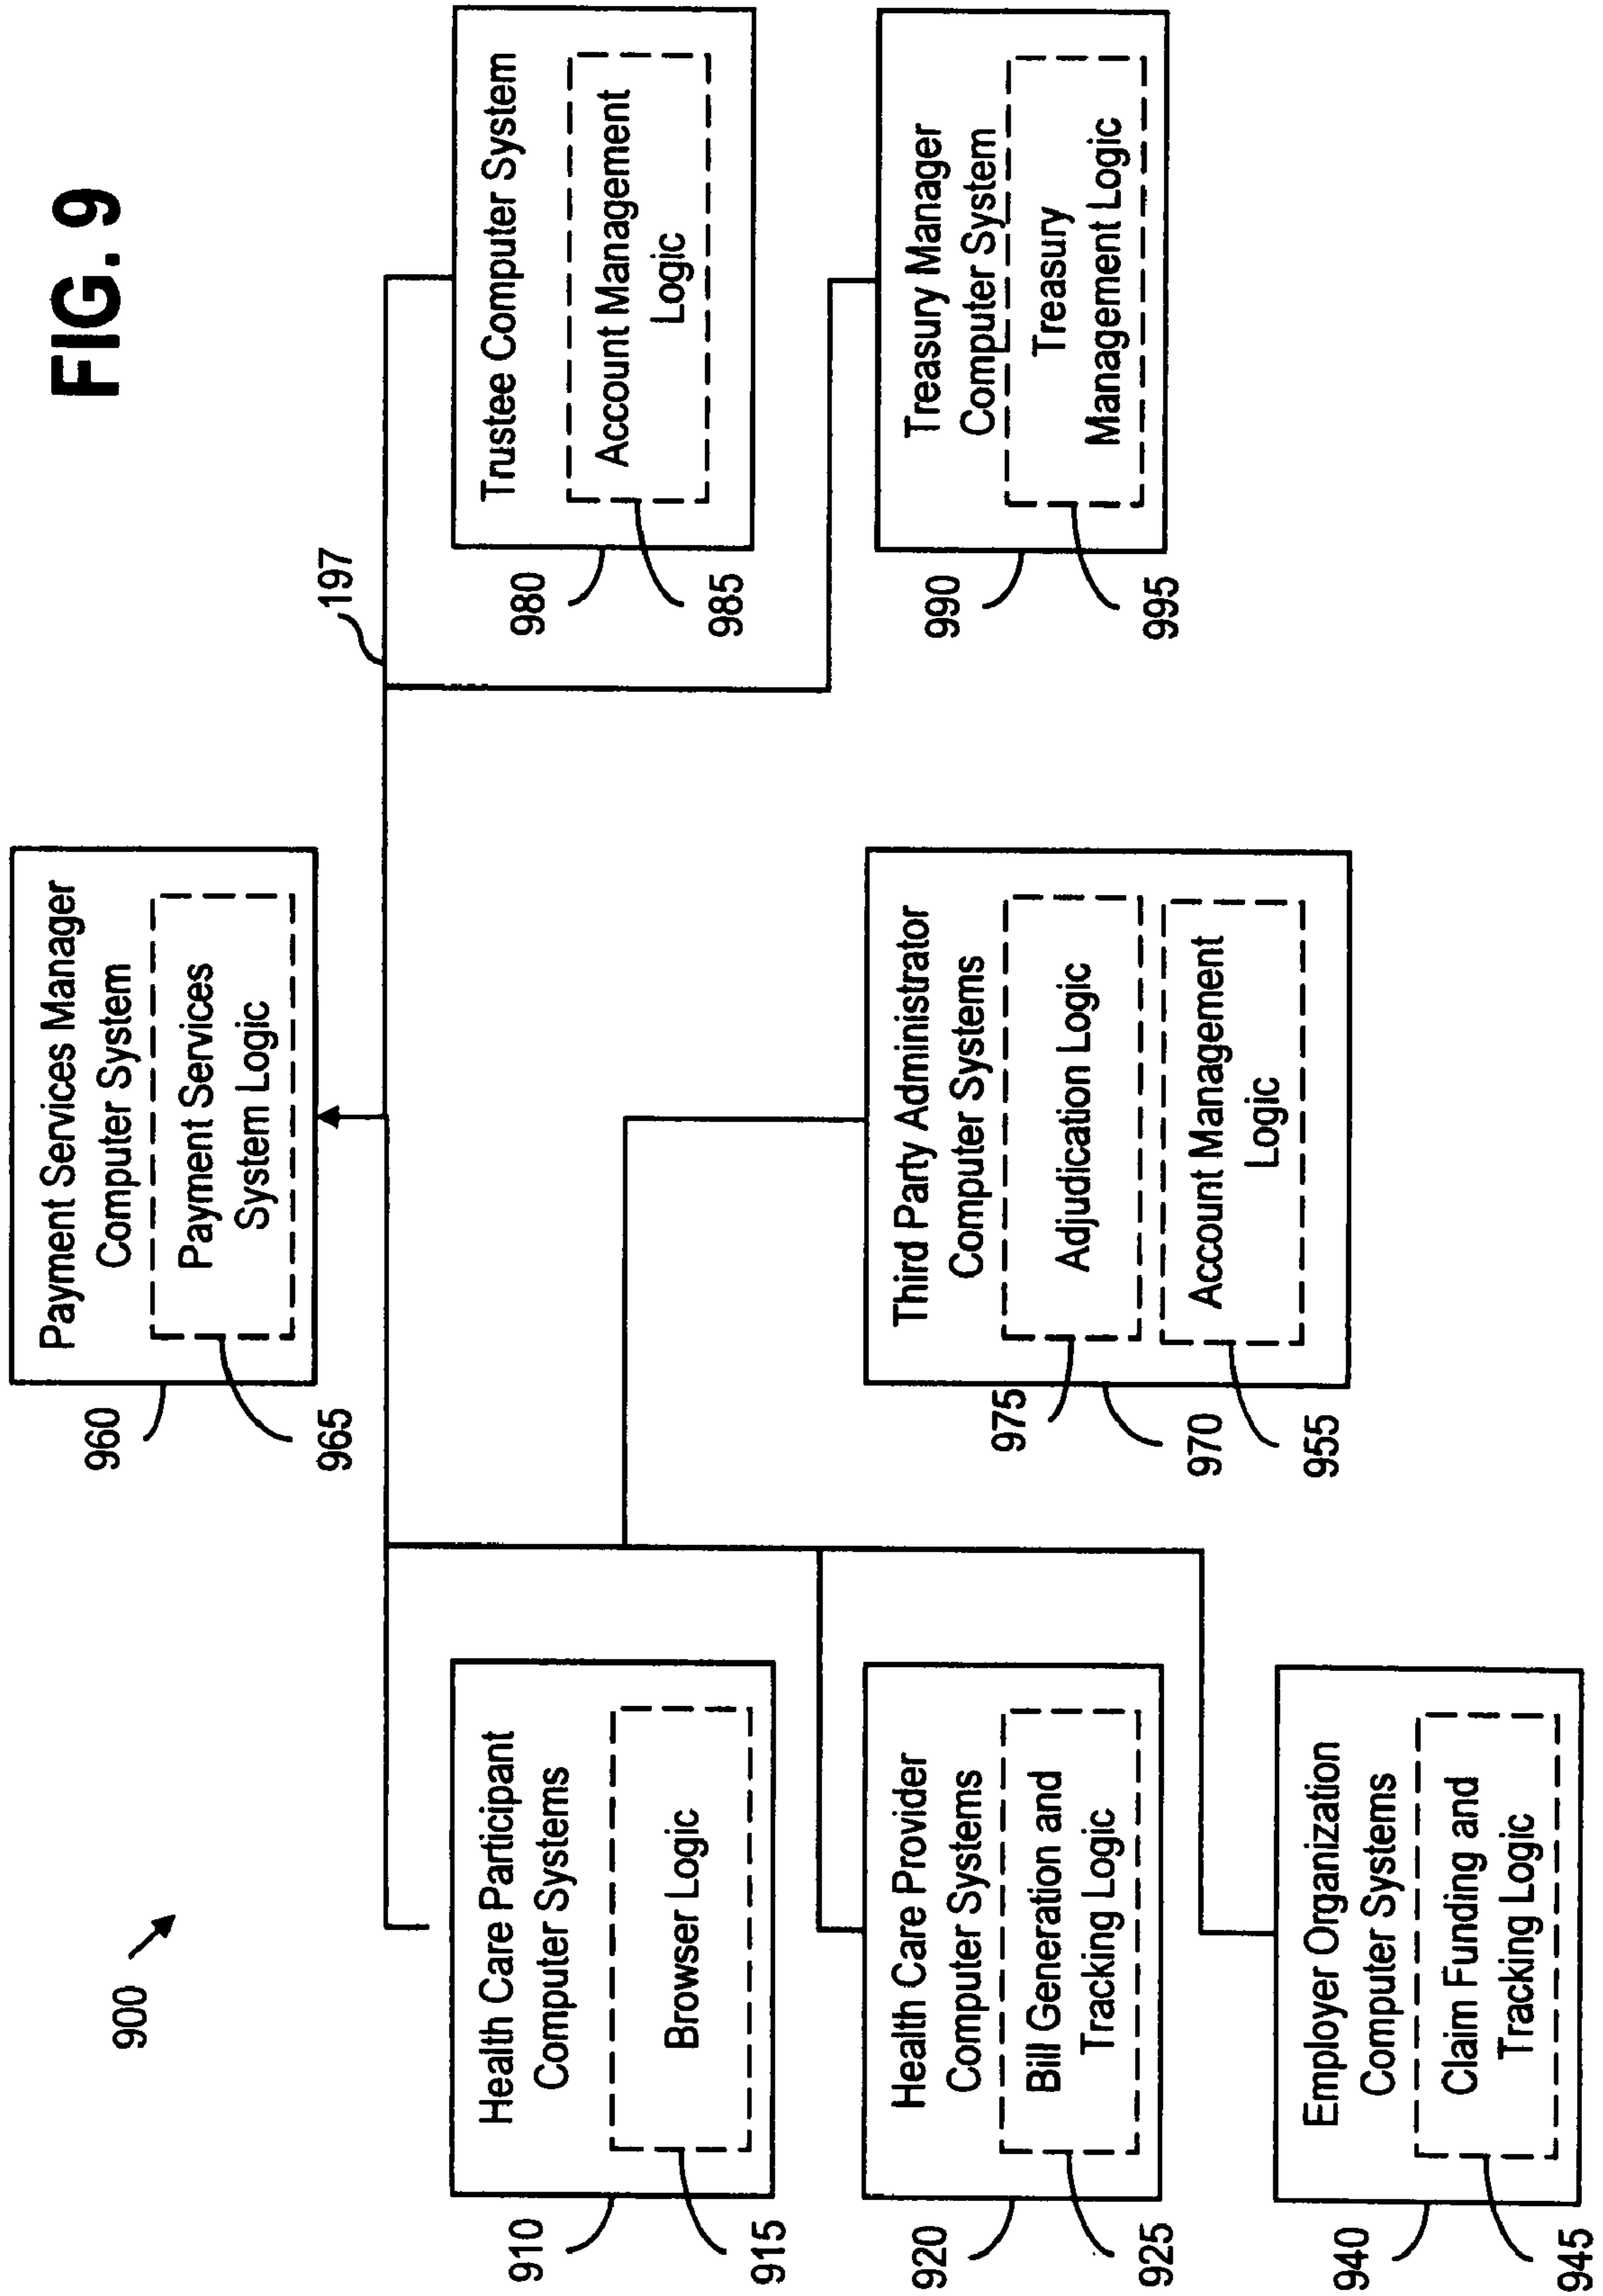 FIG. 9
900
Payment Services Manager
Computer System
Payment Services
System Logic
960
965
197
Health Care Participant
Computer Systems
Browser Logic
910
915
Health Care Provider
Computer Systems
Bill Generation and
Tracking Logic
920
925
Employer Organization
Computer Systems
Claim Funding and
Tracking Logic
940
945
Third Party Administrator
Computer Systems
Adjudication Logic
Account Management
Logic
975
970
955
Trustee Computer System
Account Management
Logic
980
985
Treasury Manager
Computer System
Treasury
Management Logic
990
995